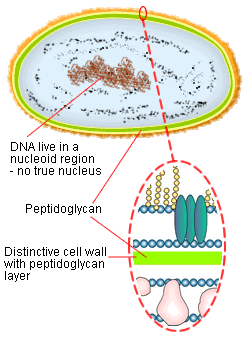 DNA live in a
nucleoid region
- no true nucleus
Peptidoglycan
Distinctive cell wall
with peptidoglycan
layer